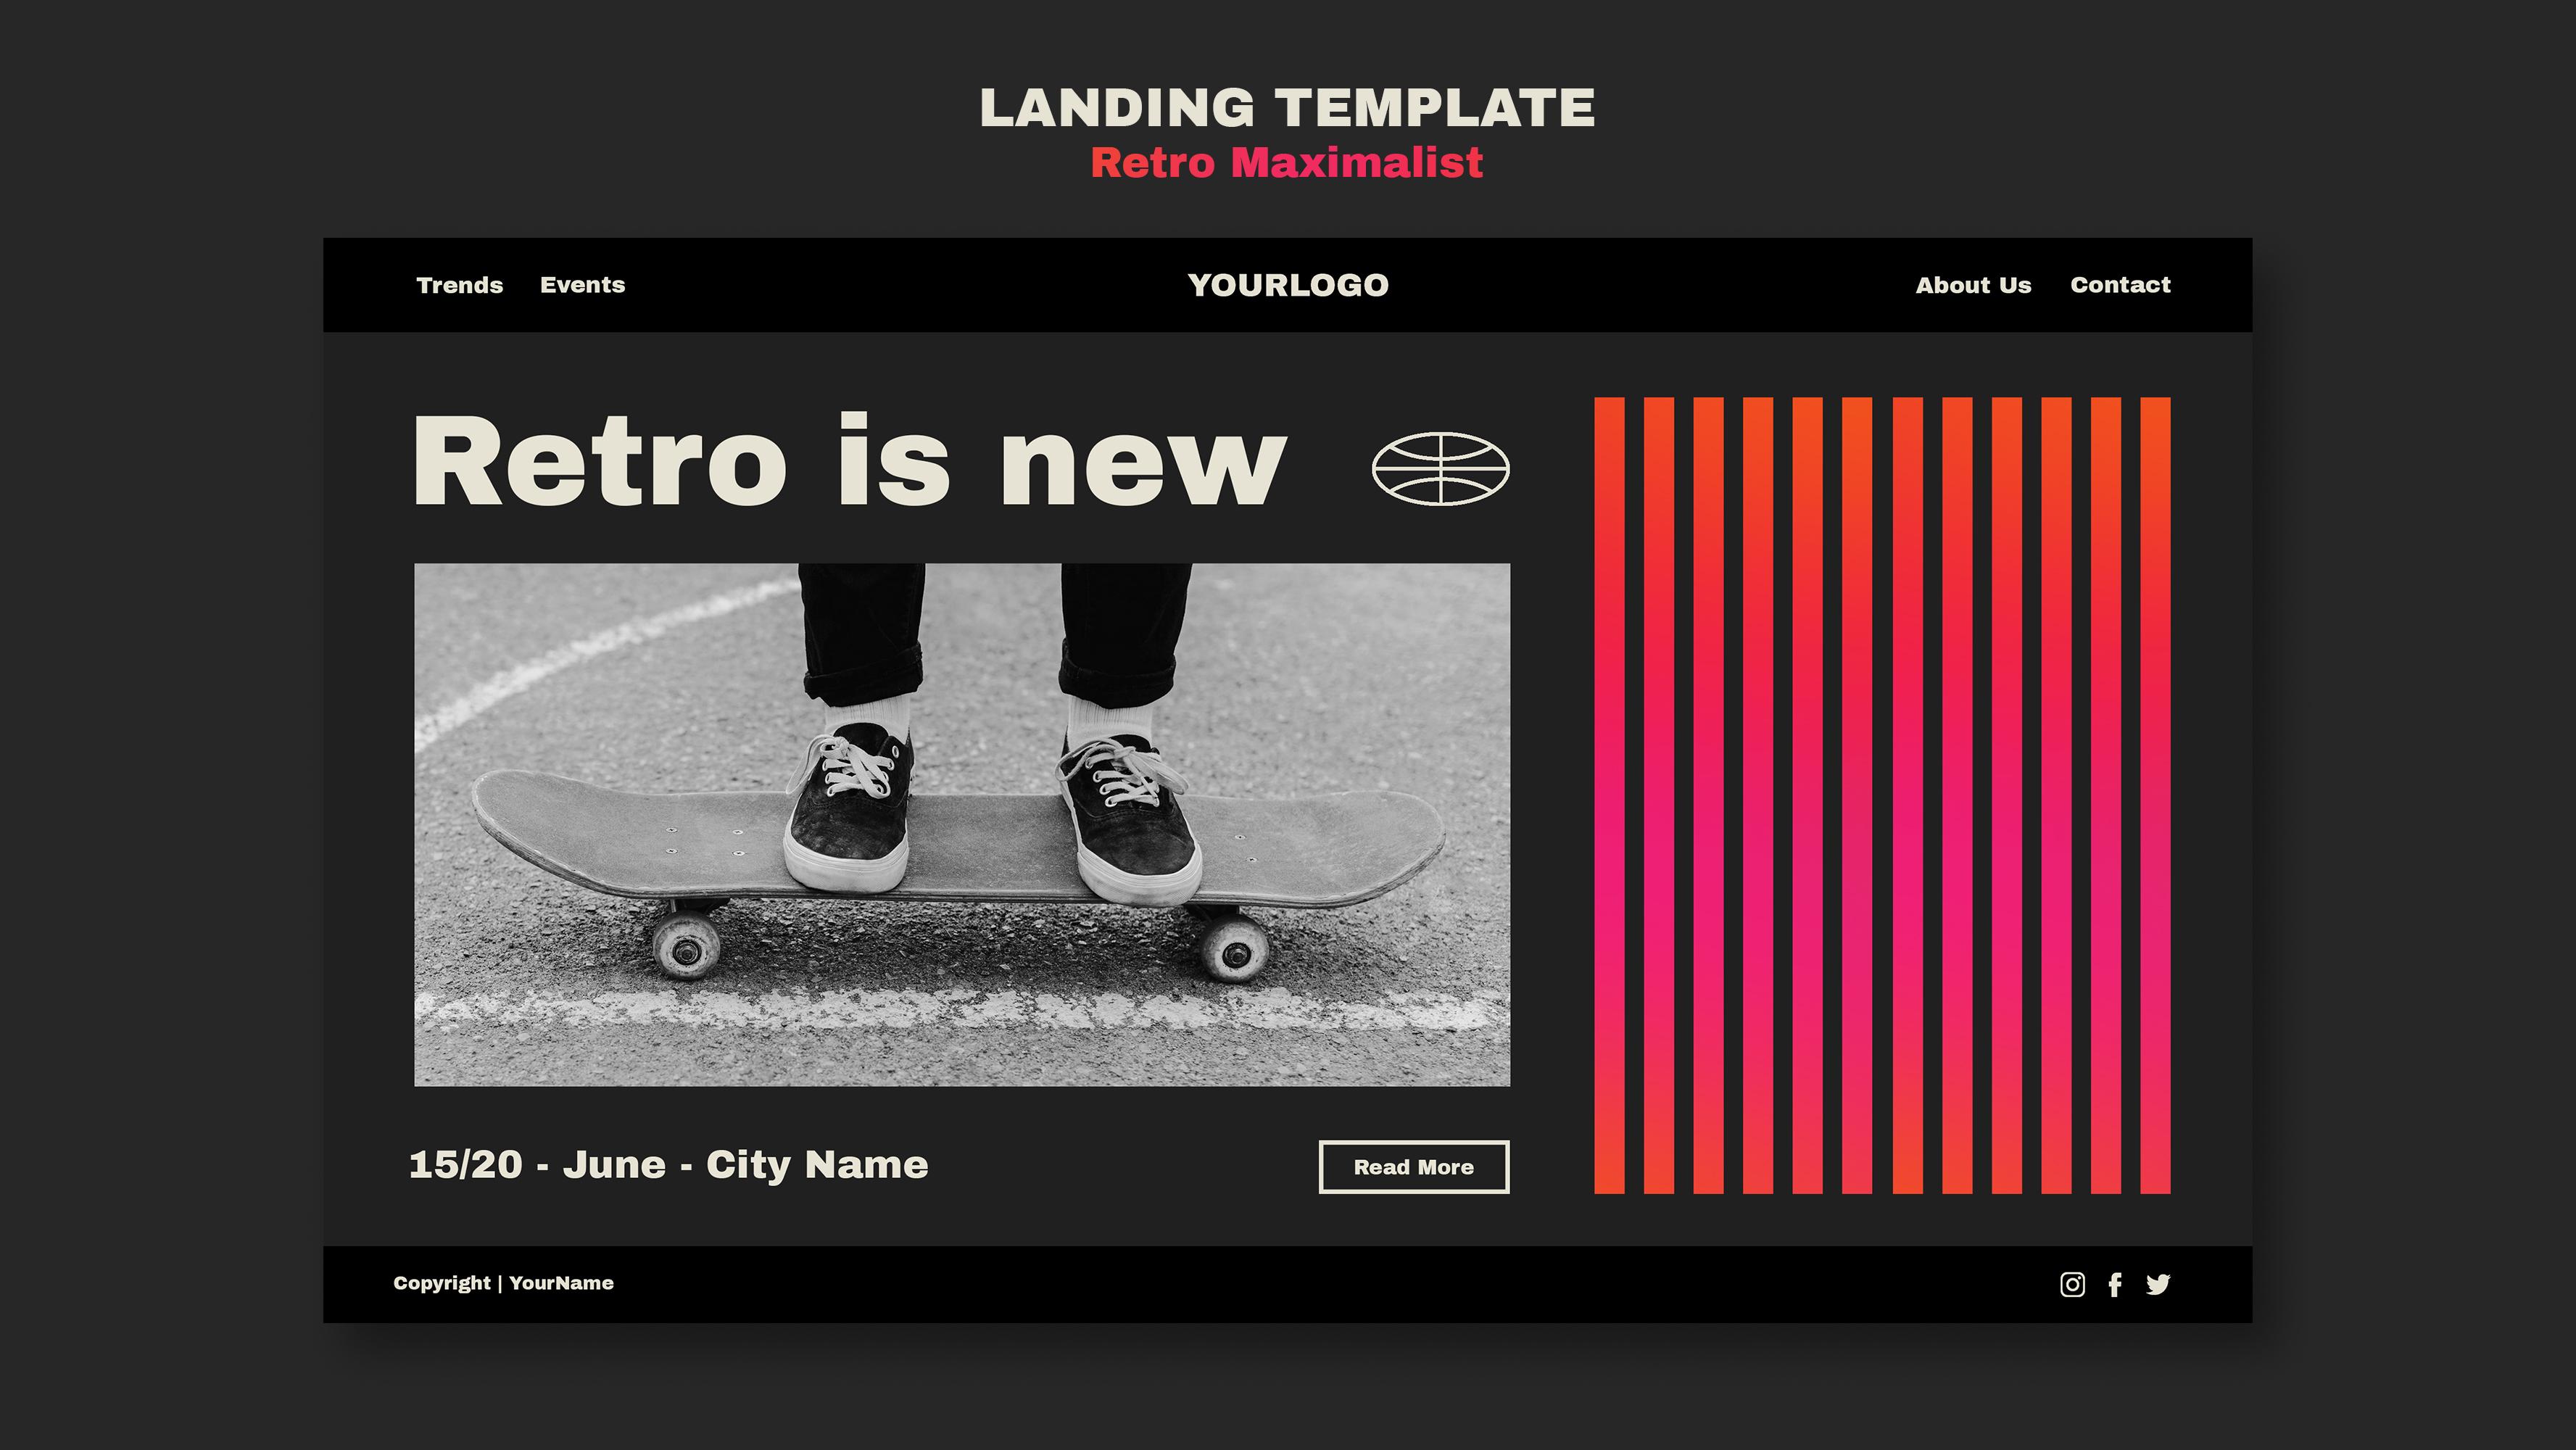 LANDING TEMPLATE
Retro Maximalist
Trends Events YOURLOGO About Us Contact
Retro is new
15/20 - June - City Name
Read More
Copyright | YourName